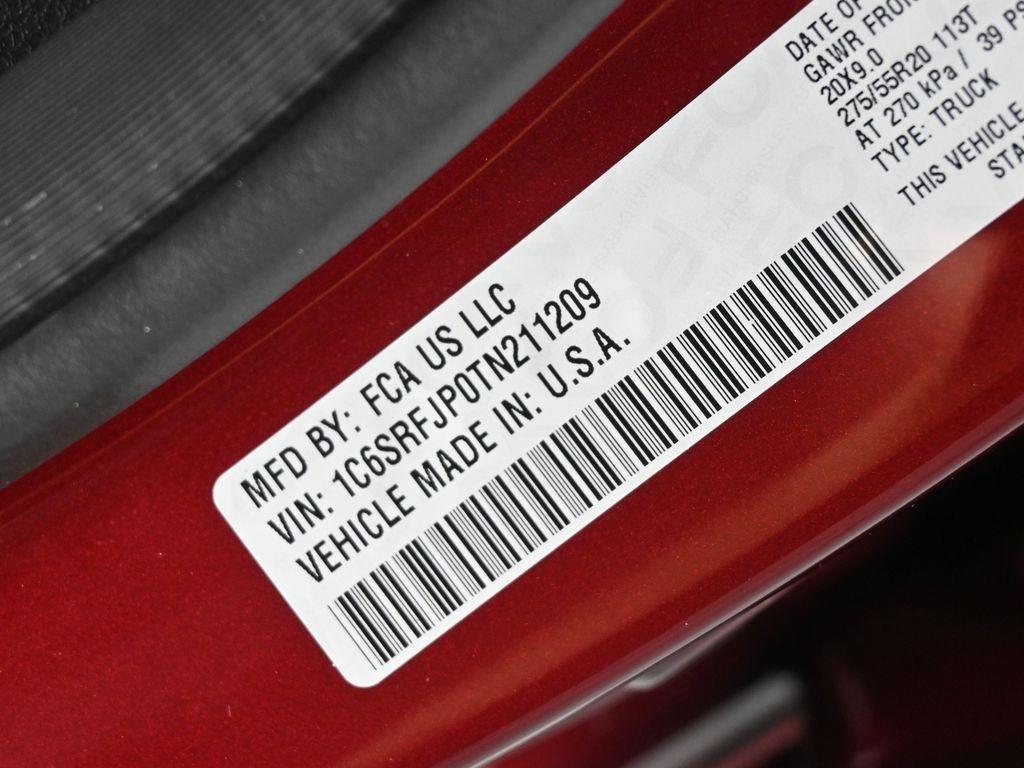 MFD BY: FCA US LLC
VIN: 1C6SRFJP0TN211209
VEHICLE MADE IN: U.S.A.
DATE OF
GAWR FRON
20X9.0
275/55R20 113T
AT 270 kPa / 39 PS
TYPE: TRUCK
THIS VEHICLE
STA